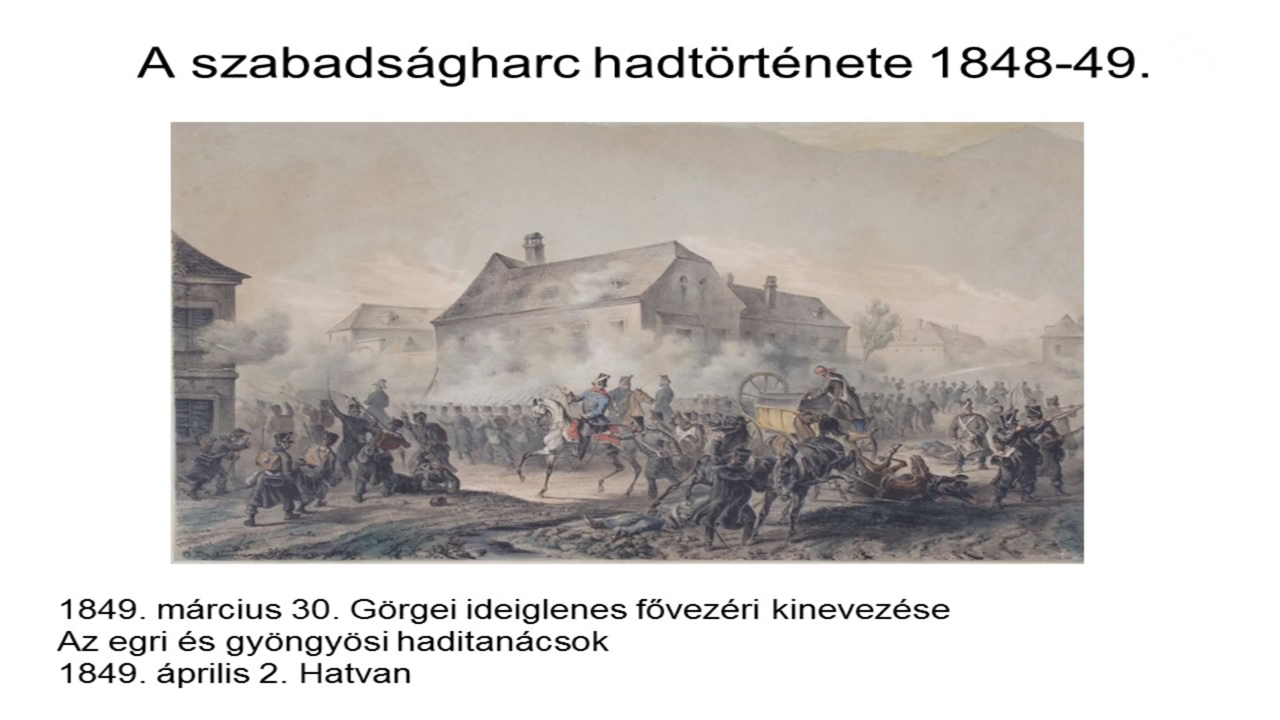 A szabadságharc hadtörténete 1848-49.
1849. március 30. Görgei ideiglenes fővezéri kinevezése
Az egri és gyöngyösi haditanácsok
1849. április 2. Hatvan